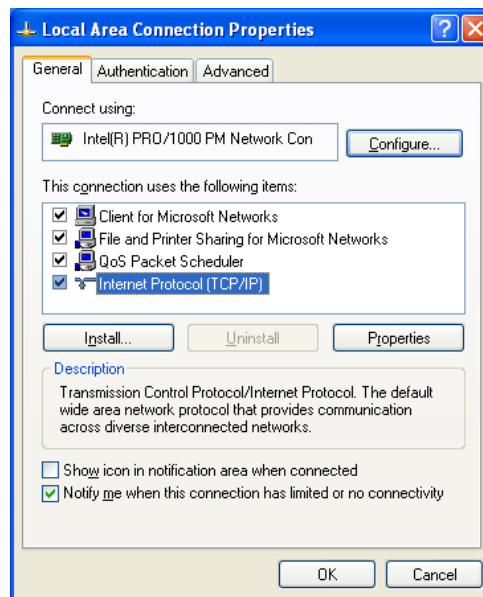 Local Area Connection Properties
General Authentication Advanced
Connect using:
Intel(R) PRO/1000 PM Network Con
Configure...
This connection uses the following items:
Client for Microsoft Networks
File and Printer Sharing for Microsoft Networks
QoS Packet Scheduler
Internet Protocol (TCP/IP)
Install... Uninstall Properties
Description
Transmission Control Protocol/Internet Protocol. The default
wide area network protocol that provides communication
across diverse interconnected networks.
Show icon in notification area when connected
Notify me when this connection has limited or no connectivity
OK Cancel